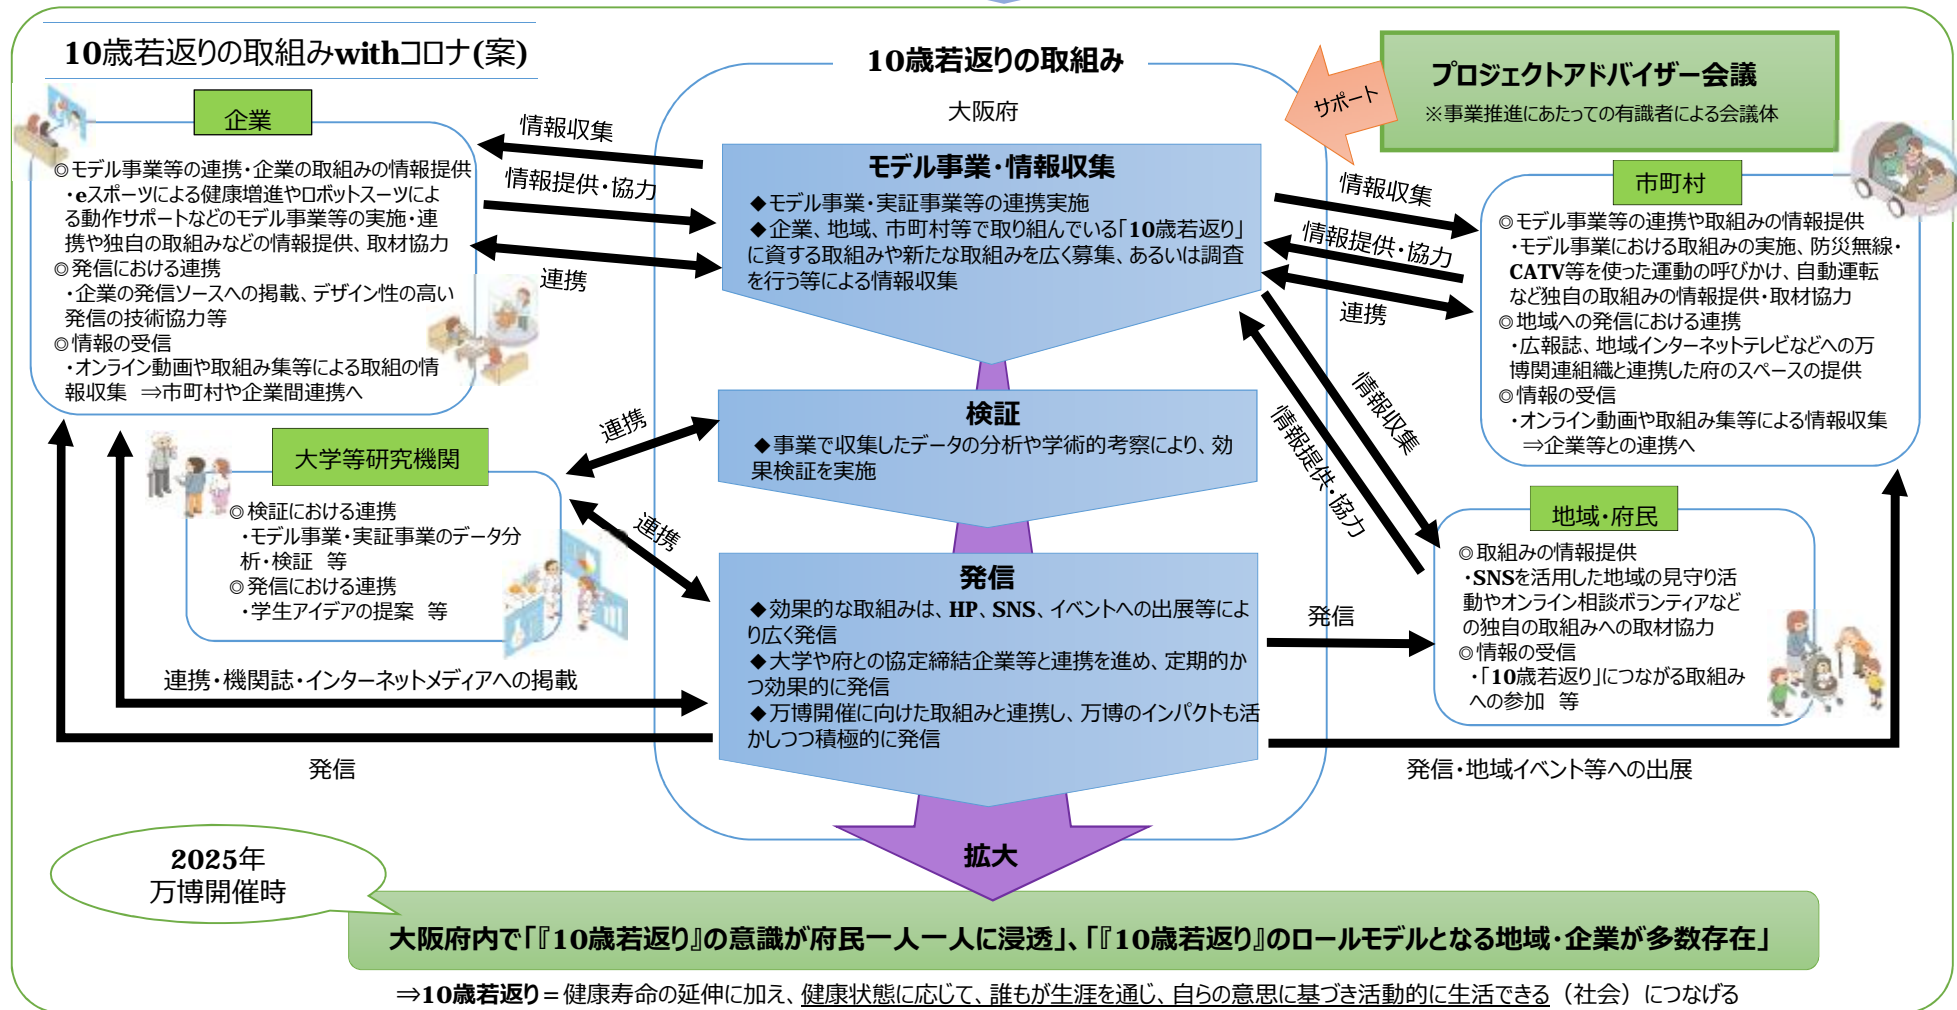 10歳若返りの取組みwithコロナ(案)
10歳若返りの取組み
大阪府
サポート
プロジェクトアドバイザー会議
※事業推進にあたっての有識者による会議体
企業
◎モデル事業等の連携・企業の取組みの情報提供
・eスポーツによる健康増進やロボットスーツによ
る動作サポートなどのモデル事業等の実施・連
携や独自の取組みなどの情報提供、取材協力
◎発信における連携
・企業の発信ソースへの掲載、デザイン性の高い
発信の技術協力等
◎情報の受信
・オンライン動画や取組み集等による取組の情
報収集 ⇒市町村や企業間連携へ
情報収集
情報提供・協力
連携
モデル事業・情報収集
◆モデル事業・実証事業等の連携実施
◆企業、地域、市町村等で取り組んでいる「10歳若返り」
に資する取組みや新たな取組みを広く募集、あるいは調査
を行う等による情報収集
情報収集
情報提供・協力
連携
市町村
◎モデル事業等の連携や取組みの情報提供
・モデル事業における取組みの実施、防災無線・
CATV等を使った運動の呼びかけ、自動運転
など独自の取組みの情報提供・取材協力
◎地域への発信における連携
・広報誌、地域インターネットテレビなどへの万
博関連組織と連携した府のスペースの提供
◎情報の受信
・オンライン動画や取組み集等による情報収集
⇒企業等との連携へ
大学等研究機関
◎検証における連携
・モデル事業・実証事業のデータ分
析・検証 等
◎発信における連携
・学生アイデアの提案 等
連携
連携
検証
◆事業で収集したデータの分析や学術的考察により、効
果検証を実施
情報収集
情報提供・協力
地域・府民
◎取組みの情報提供
・SNSを活用した地域の見守り活
動やオンライン相談ボランティアなど
の独自の取組みへの取材協力
◎情報の受信
・「10歳若返り」につながる取組み
への参加 等
発信
◆効果的な取組みは、HP、SNS、イベントへの出展等によ
り広く発信
◆大学や府との協定締結企業等と連携を進め、定期的か
つ効果的に発信
◆万博開催に向けた取組みと連携し、万博のインパクトも活
かしつつ積極的に発信
発信
連携・機関誌・インターネットメディアへの掲載
発信
発信・地域イベント等への出展
拡大
2025年
万博開催時
大阪府内で「『10歳若返り』の意識が府民一人一人に浸透」、「『10歳若返り』のロールモデルとなる地域・企業が多数存在」
⇒10歳若返り＝健康寿命の延伸に加え、健康状態に応じて、誰もが生涯を通じ、自らの意思に基づき活動的に生活できる（社会）につなげる